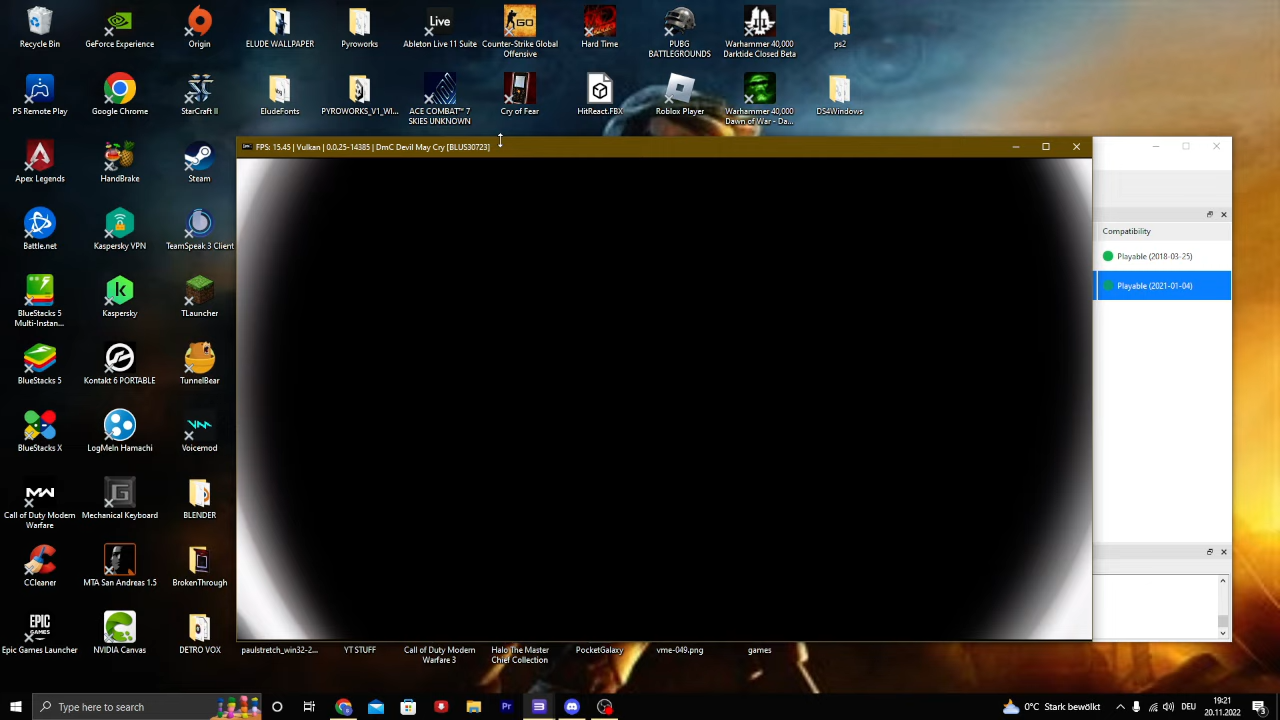 Recycle Bin
GeForce Experience
Origin
ELUDE WALLPAPER
Pyroworks
Live
Ableton Live 11 Suite
GO
Counter-Strike Global
Offensive
Hard Time
PUBG
BATTLEGROUNDS
Warhammer 40,000
Darktide Closed Beta
ps2
PS Remote Play
Google Chrome
StarCraft II
EludeFonts
PYROWORKS_V1_WI...
ACE COMBAT™ 7
SKIES UNKNOWN
Cry of Fear
HitReact.FBX
Roblox Player
Warhammer 40,000
Dawn of War - Da...
DS4Windows
FPS: 15.45 | Vulkan | 0.0.25-14385 | DmC Devil May Cry [BLUS30723]
Apex Legends
HandBrake
Steam
Compatibility
Playable (2018-03-25)
Playable (2021-01-04)
Battle.net
Kaspersky VPN
TeamSpeak 3 Client
BlueStacks 5
Multi-Instan...
Kaspersky
TLauncher
BlueStacks 5
Kontakt 6 PORTABLE
TunnelBear
BlueStacks X
LogMeIn Hamachi
Voicemod
MW
Call of Duty Modern
Warfare
Mechanical Keyboard
BLENDER
CCleaner
MTA San Andreas 1.5
BrokenThrough
EPIC
GAMES
Epic Games Launcher
NVIDIA Canvas
DETRO VOX
paulstretch_win32-2...
YT STUFF
Call of Duty Modern
Warfare 3
Halo The Master
Chief Collection
PocketGalaxy
vme-049.png
games
Type here to search
Pr
0°C Stark bewölkt
DEU
19:21
20.11.2022
3